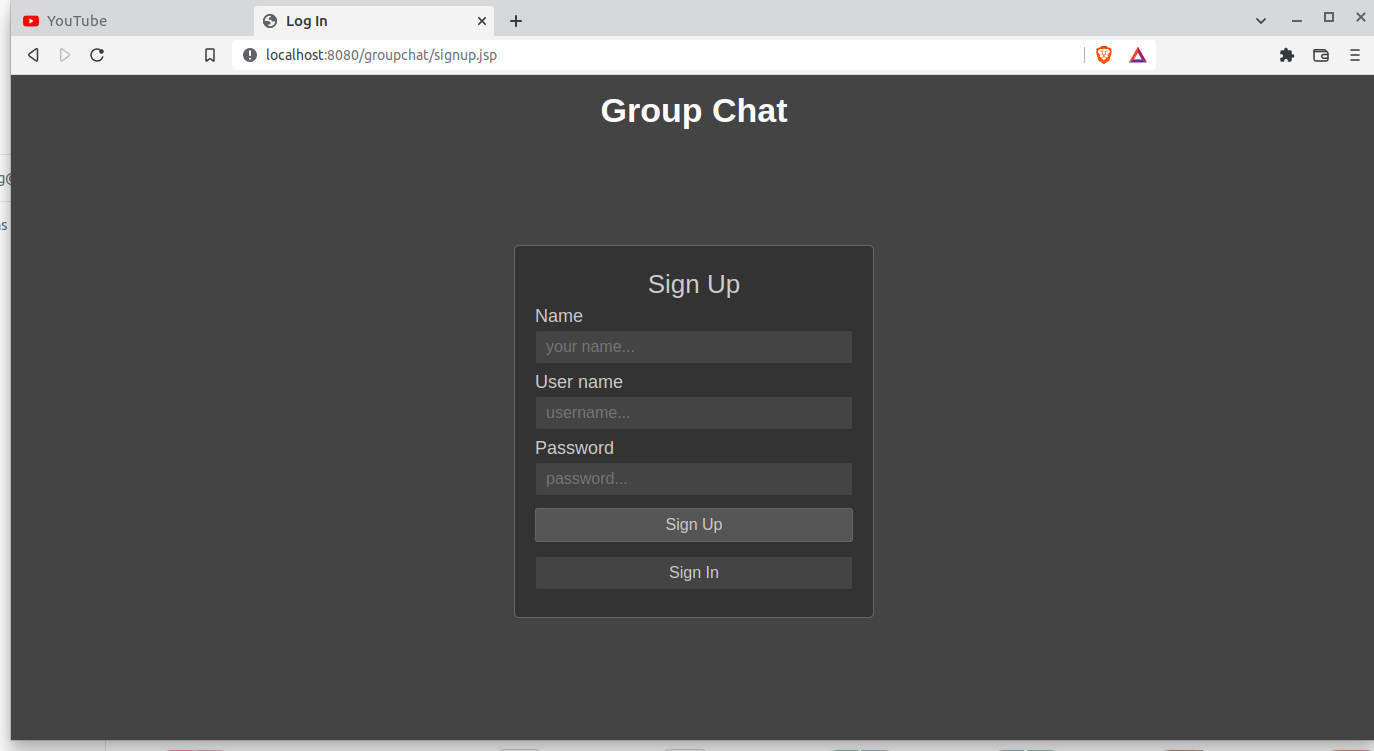 YouTube
Log In
localhost:8080/groupchat/signup.jsp
g@
Group Chat
Sign Up
Name
your name...
User name
username...
Password
password...
Sign Up
Sign In